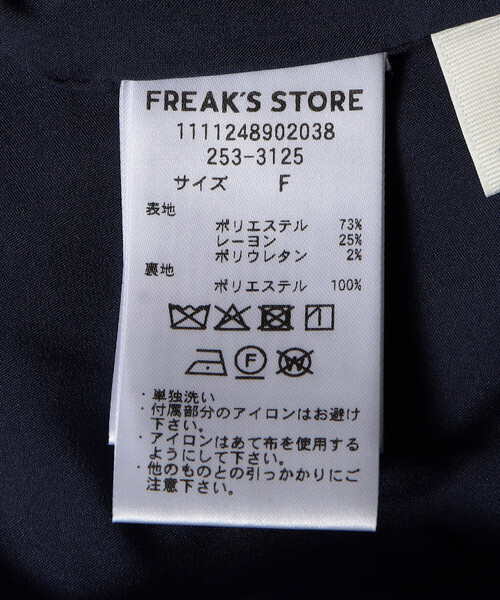 FREAK'S STORE
1111248902038
253-3125
サイズ F
表地
ポリエステル 73%
レーヨン 25%
ポリウレタン 2%
裏地
ポリエステル 100%
F W
・単独洗い
・付属部分のアイロンはお避け
下さい。
・アイロンはあて布を使用する
ようにして下さい。
・他のものとの引っかかりにご
注意下さい。